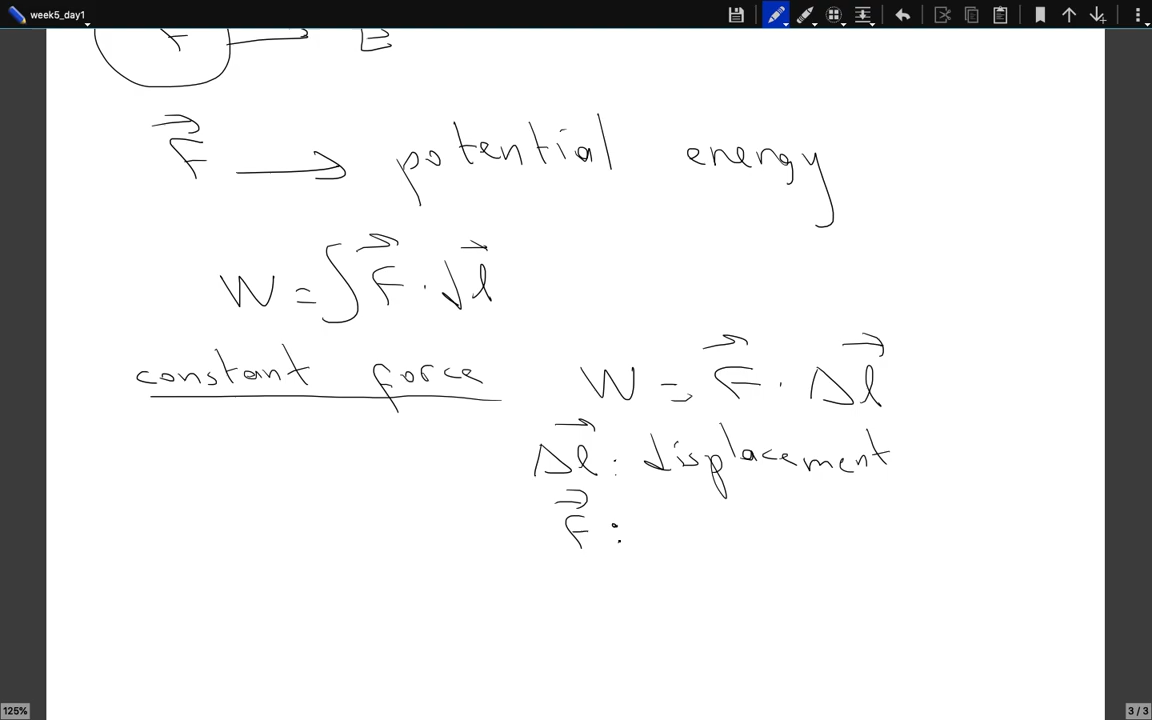 week5_day1
F → E
F⃗ → potential energy
W = ∫ F⃗ · dl⃗
constant force W = F⃗ · Δl⃗
Δl⃗ : displacement
F⃗ :
125%
3 / 3